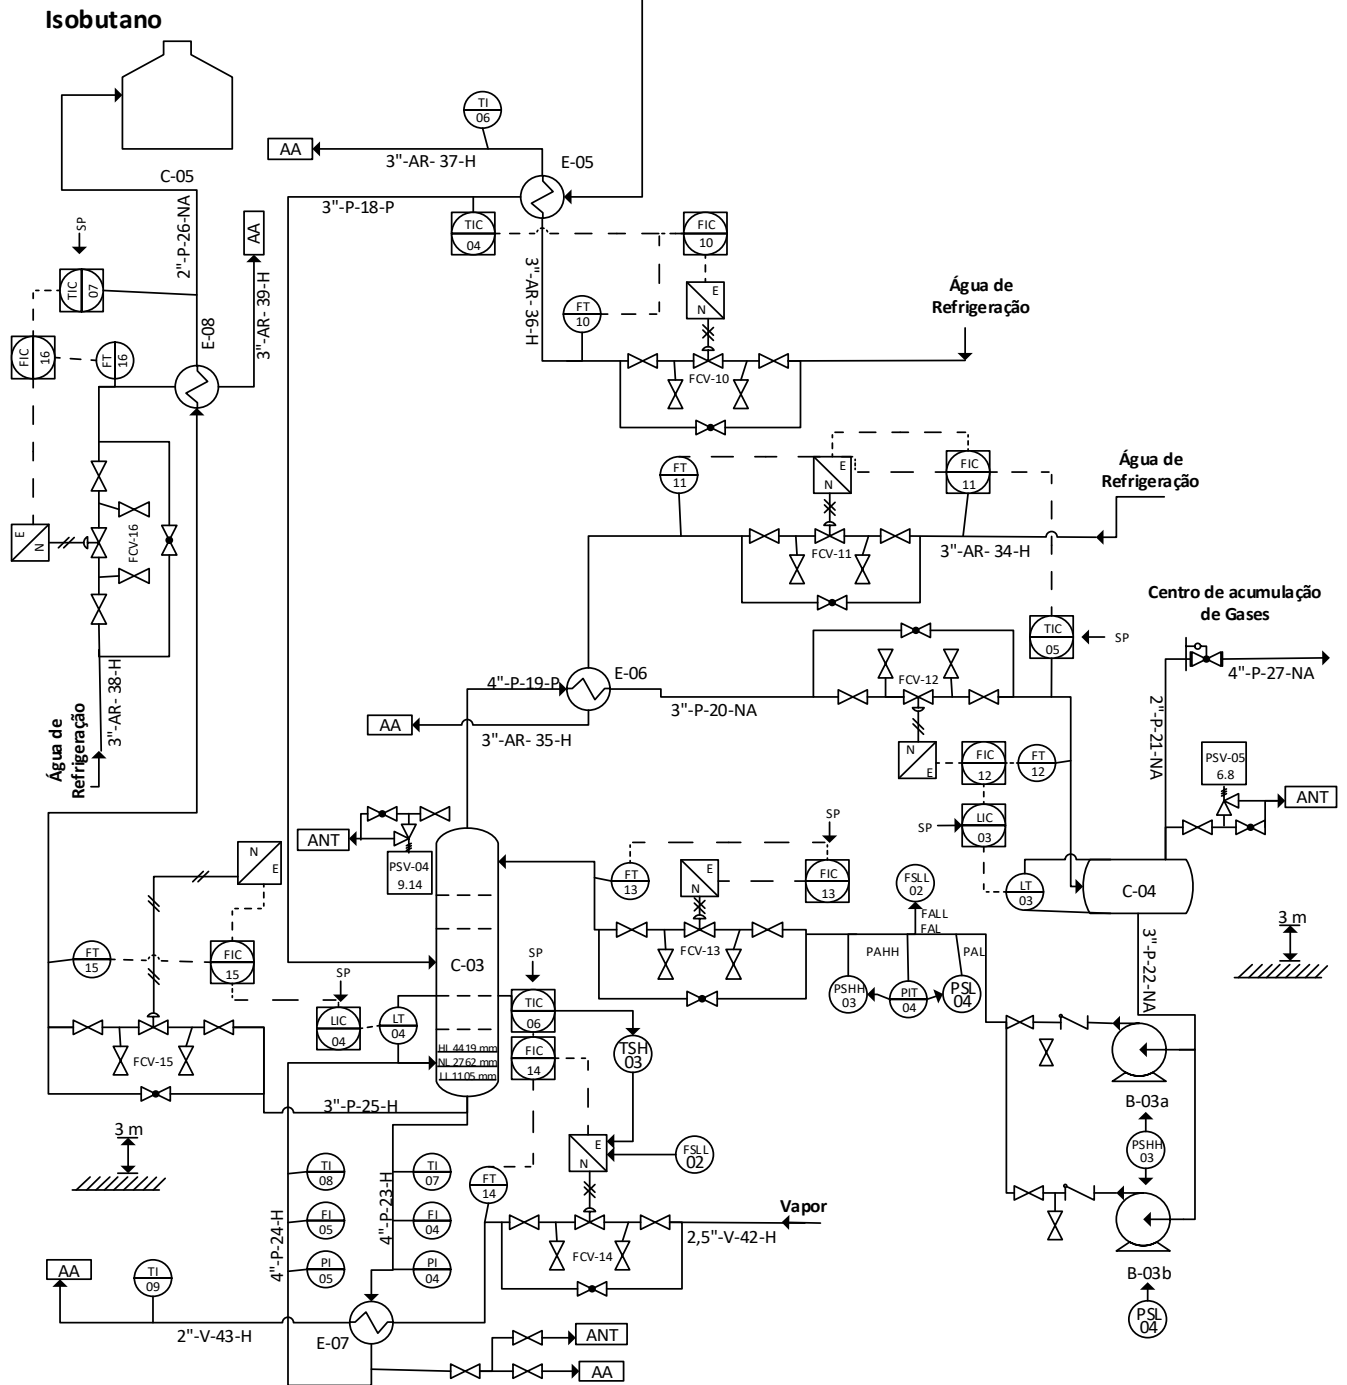 Isobutano
TI
06
AA
3"-AR- 37-H
E-05
C-05
3"-P-18-P
2"-P-26-NA
SP
AA
TIC
04
FIC
10
E
N
TIC
07
3"-AR-39-H
3"-AR-36-H
FT
10
Água de
Refrigeração
E-08
FIC
16
FT
16
FCV-10
FT
11
E
N
FIC
11
Água de
Refrigeração
E
N
FCV-16
FCV-11
3"-AR- 34-H
Centro de acumulação
de Gases
TIC
05
SP
3"-AR- 38-H
4"-P-19-P
E-06
FCV-12
4"-P-27-NA
3"-P-20-NA
AA
3"-AR- 35-H
2"-P-21-NA
Água de
Refrigeração
N
E
FIC
12
FT
12
PSV-05
6.8
ANT
SP
SP
LIC
03
ANT
PSV-04
9.14
N
E
FT
13
E
N
FIC
13
FSLL
02
LT
03
C-04
FALL
FAL
3 m
FT
15
FIC
15
SP
C-03
SP
FCV-13
PAHH
PAL
PSHH
03
PIT
04
PSL
04
3"-P-22-NA
LIC
04
LT
04
TIC
06
FCV-15
HL 4419 mm
NL 2762 mm
LL 1105 mm
FIC
14
TSH
03
3"-P-25-H
B-03a
3 m
E
N
FSLL
02
PSHH
03
TI
08
TI
07
FT
14
4"-P-24-H
4"-P-23-H
FI
05
FI
04
Vapor
2,5"-V-42-H
FCV-14
PI
05
PI
04
AA
TI
09
B-03b
2"-V-43-H
E-07
PSL
04
ANT
AA